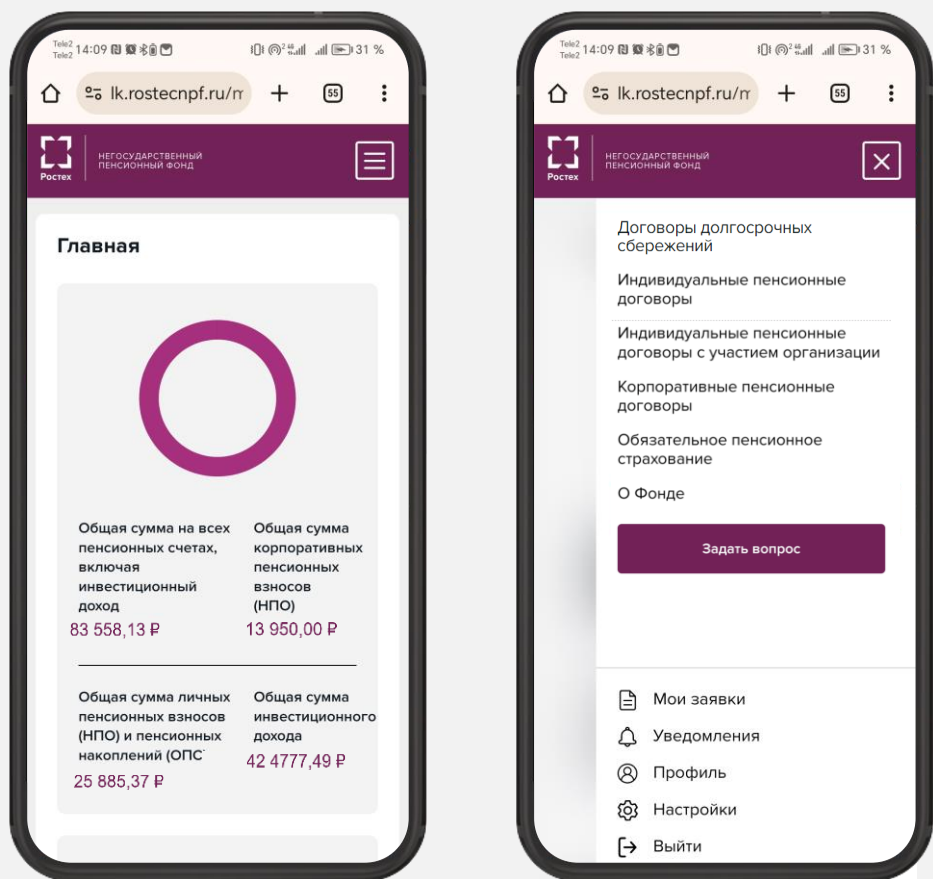 Tele2
Tele2
14:09
31 %
lk.rostecnpf.ru/m
55
Ростех
НЕГОСУДАРСТВЕННЫЙ
ПЕНСИОННЫЙ ФОНД
Главная
Общая сумма на всех
пенсионных счетах,
включая
инвестиционный
доход
83 558,13 ₽
Общая сумма
корпоративных
пенсионных
взносов
(НПО)
13 950,00 ₽
Общая сумма личных
пенсионных взносов
(НПО) и пенсионных
накоплений (ОПС
25 885,37 ₽
Общая сумма
инвестиционного
дохода
42 4777,49 ₽
Tele2
Tele2
14:09
31 %
lk.rostecnpf.ru/m
55
Ростех
НЕГОСУДАРСТВЕННЫЙ
ПЕНСИОННЫЙ ФОНД
Договоры долгосрочных
сбережений
Индивидуальные пенсионные
договоры
Индивидуальные пенсионные
договоры с участием организации
Корпоративные пенсионные
договоры
Обязательное пенсионное
страхование
О Фонде
Задать вопрос
Мои заявки
Уведомления
Профиль
Настройки
Выйти